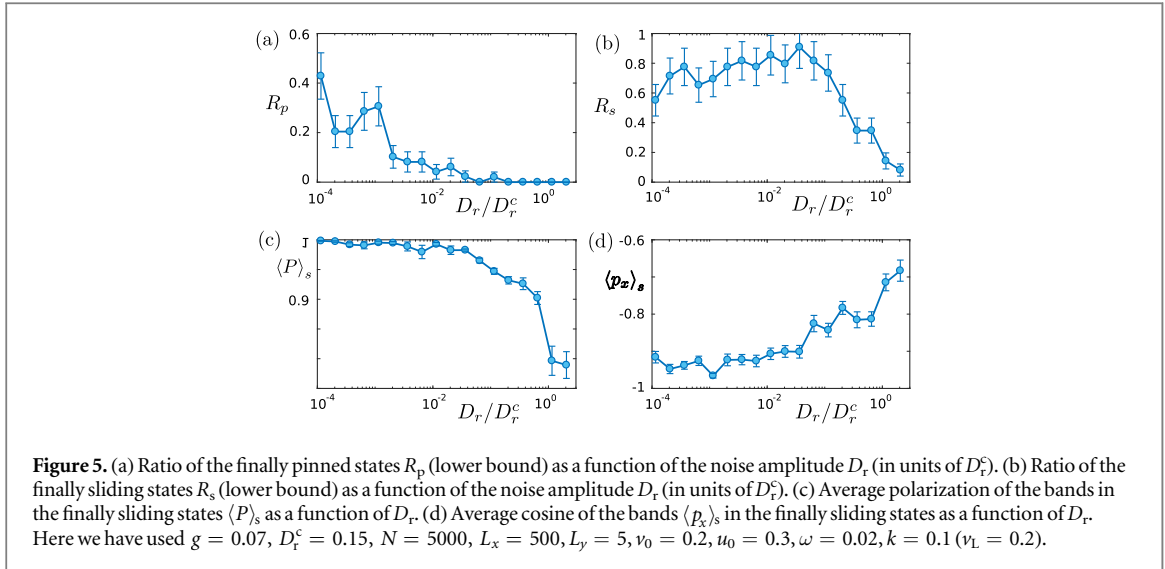 (a)
0.6
0.4
R_p
0.2
0
10^-4
10^-2
10^0
D_r/D_r^c
(b)
1
0.8
0.6
R_s
0.4
0.2
0
10^-4
10^-2
10^0
D_r/D_r^c
(c)
1
⟨P⟩_s
0.9
10^-4
10^-2
10^0
D_r/D_r^c
(d)
-0.6
⟨p_x⟩_s
-0.8
-1
10^-4
10^-2
10^0
D_r/D_r^c
Figure 5. (a) Ratio of the finally pinned states R_p (lower bound) as a function of the noise amplitude D_r (in units of D_r^c). (b) Ratio of the
finally sliding states R_s (lower bound) as a function of the noise amplitude D_r (in units of D_r^c). (c) Average polarization of the bands in
the finally sliding states ⟨P⟩_s as a function of D_r. (d) Average cosine of the bands ⟨p_x⟩_s in the finally sliding states as a function of D_r.
Here we have used g = 0.07, D_r^c = 0.15, N = 5000, L_x = 500, L_y = 5, ν_0 = 0.2, u_0 = 0.3, ω = 0.02, k = 0.1 (ν_L = 0.2).